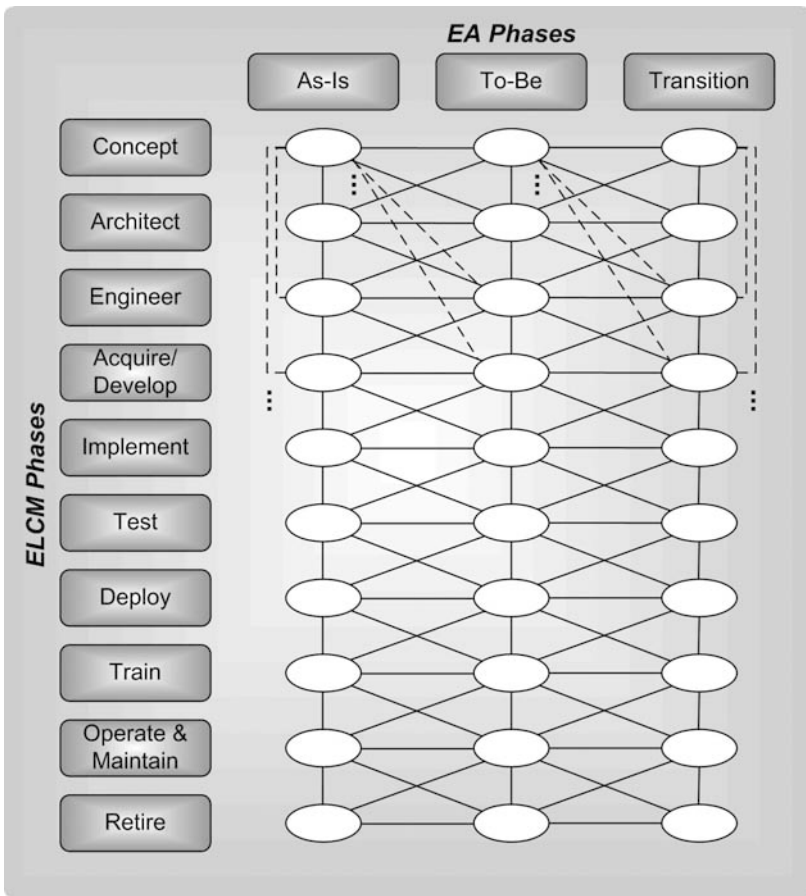 EA Phases
As-Is
To-Be
Transition
ELCM Phases
Concept
Architect
Engineer
Acquire/
Develop
Implement
Test
Deploy
Train
Operate &
Maintain
Retire